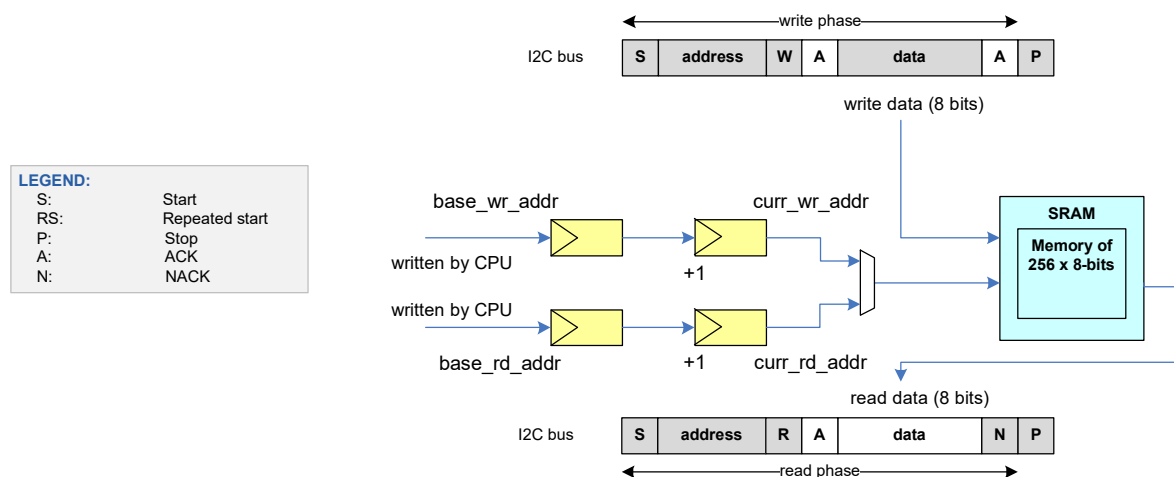 write phase
I2C bus
S address W A data A P
write data (8 bits)
LEGEND:
S: Start
RS: Repeated start
P: Stop
A: ACK
N: NACK
base_wr_addr
curr_wr_addr
written by CPU
+1
SRAM
Memory of
256 x 8-bits
written by CPU
base_rd_addr
+1
curr_rd_addr
read data (8 bits)
I2C bus
S address R A data N P
read phase